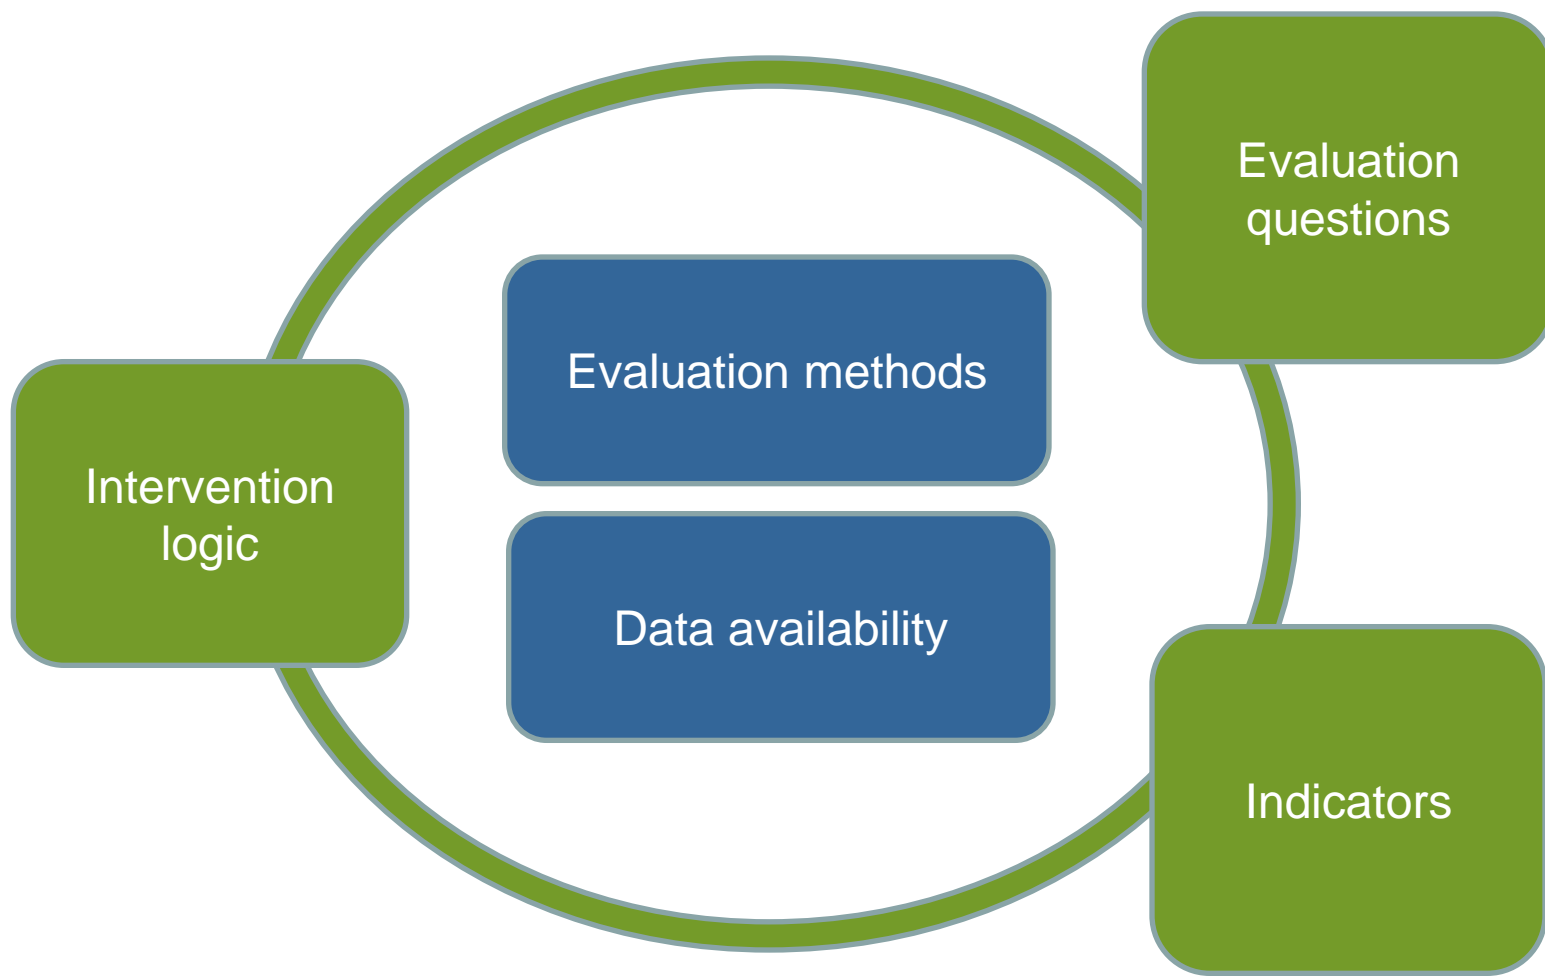 Evaluation
questions
Evaluation methods
Intervention
logic
Data availability
Indicators